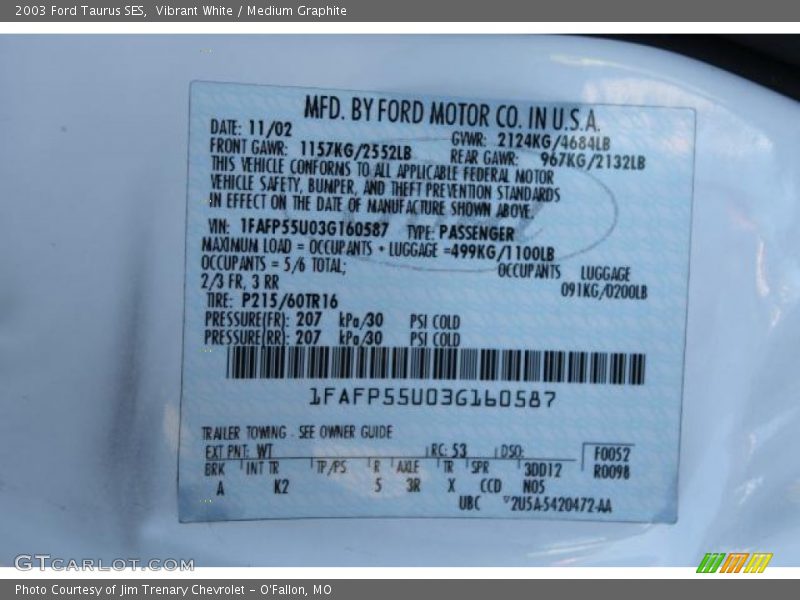 2003 Ford Taurus SES,  Vibrant White / Medium Graphite
MFD. BY FORD MOTOR CO. IN U.S.A.
DATE: 11/02 GVWR: 2124KG/4684LB
FRONT GAWR: 1157KG/2552LB REAR GAWR: 967KG/2132LB
THIS VEHICLE CONFORMS TO ALL APPLICABLE FEDERAL MOTOR
VEHICLE SAFETY, BUMPER, AND THEFT PREVENTION STANDARDS
IN EFFECT ON THE DATE OF MANUFACTURE SHOWN ABOVE.
VIN: 1FAFP55U03G160587 TYPE: PASSENGER
MAXIMUM LOAD = OCCUPANTS + LUGGAGE =499KG/1100LB
OCCUPANTS = 5/6 TOTAL; OCCUPANTS LUGGAGE
2/3 FR, 3 RR 091KG/0200LB
TIRE: P215/60TR16
PRESSURE(FR): 207 kPa/30 PSI COLD
PRESSURE(RR): 207 kPa/30 PSI COLD
1FAFP55U03G160587
TRAILER TOWING - SEE OWNER GUIDE
EXT PNT: WT RC: 53 DSO: F0052
BRK INT TR TP/PS R AXLE TR SPR 30D12 R0098
A K2 5 3R X CCD N05
UBC 2U5A-5420472-AA
GTCARLOT.COM
Photo Courtesy of Jim Trenary Chevrolet - O'Fallon, MO